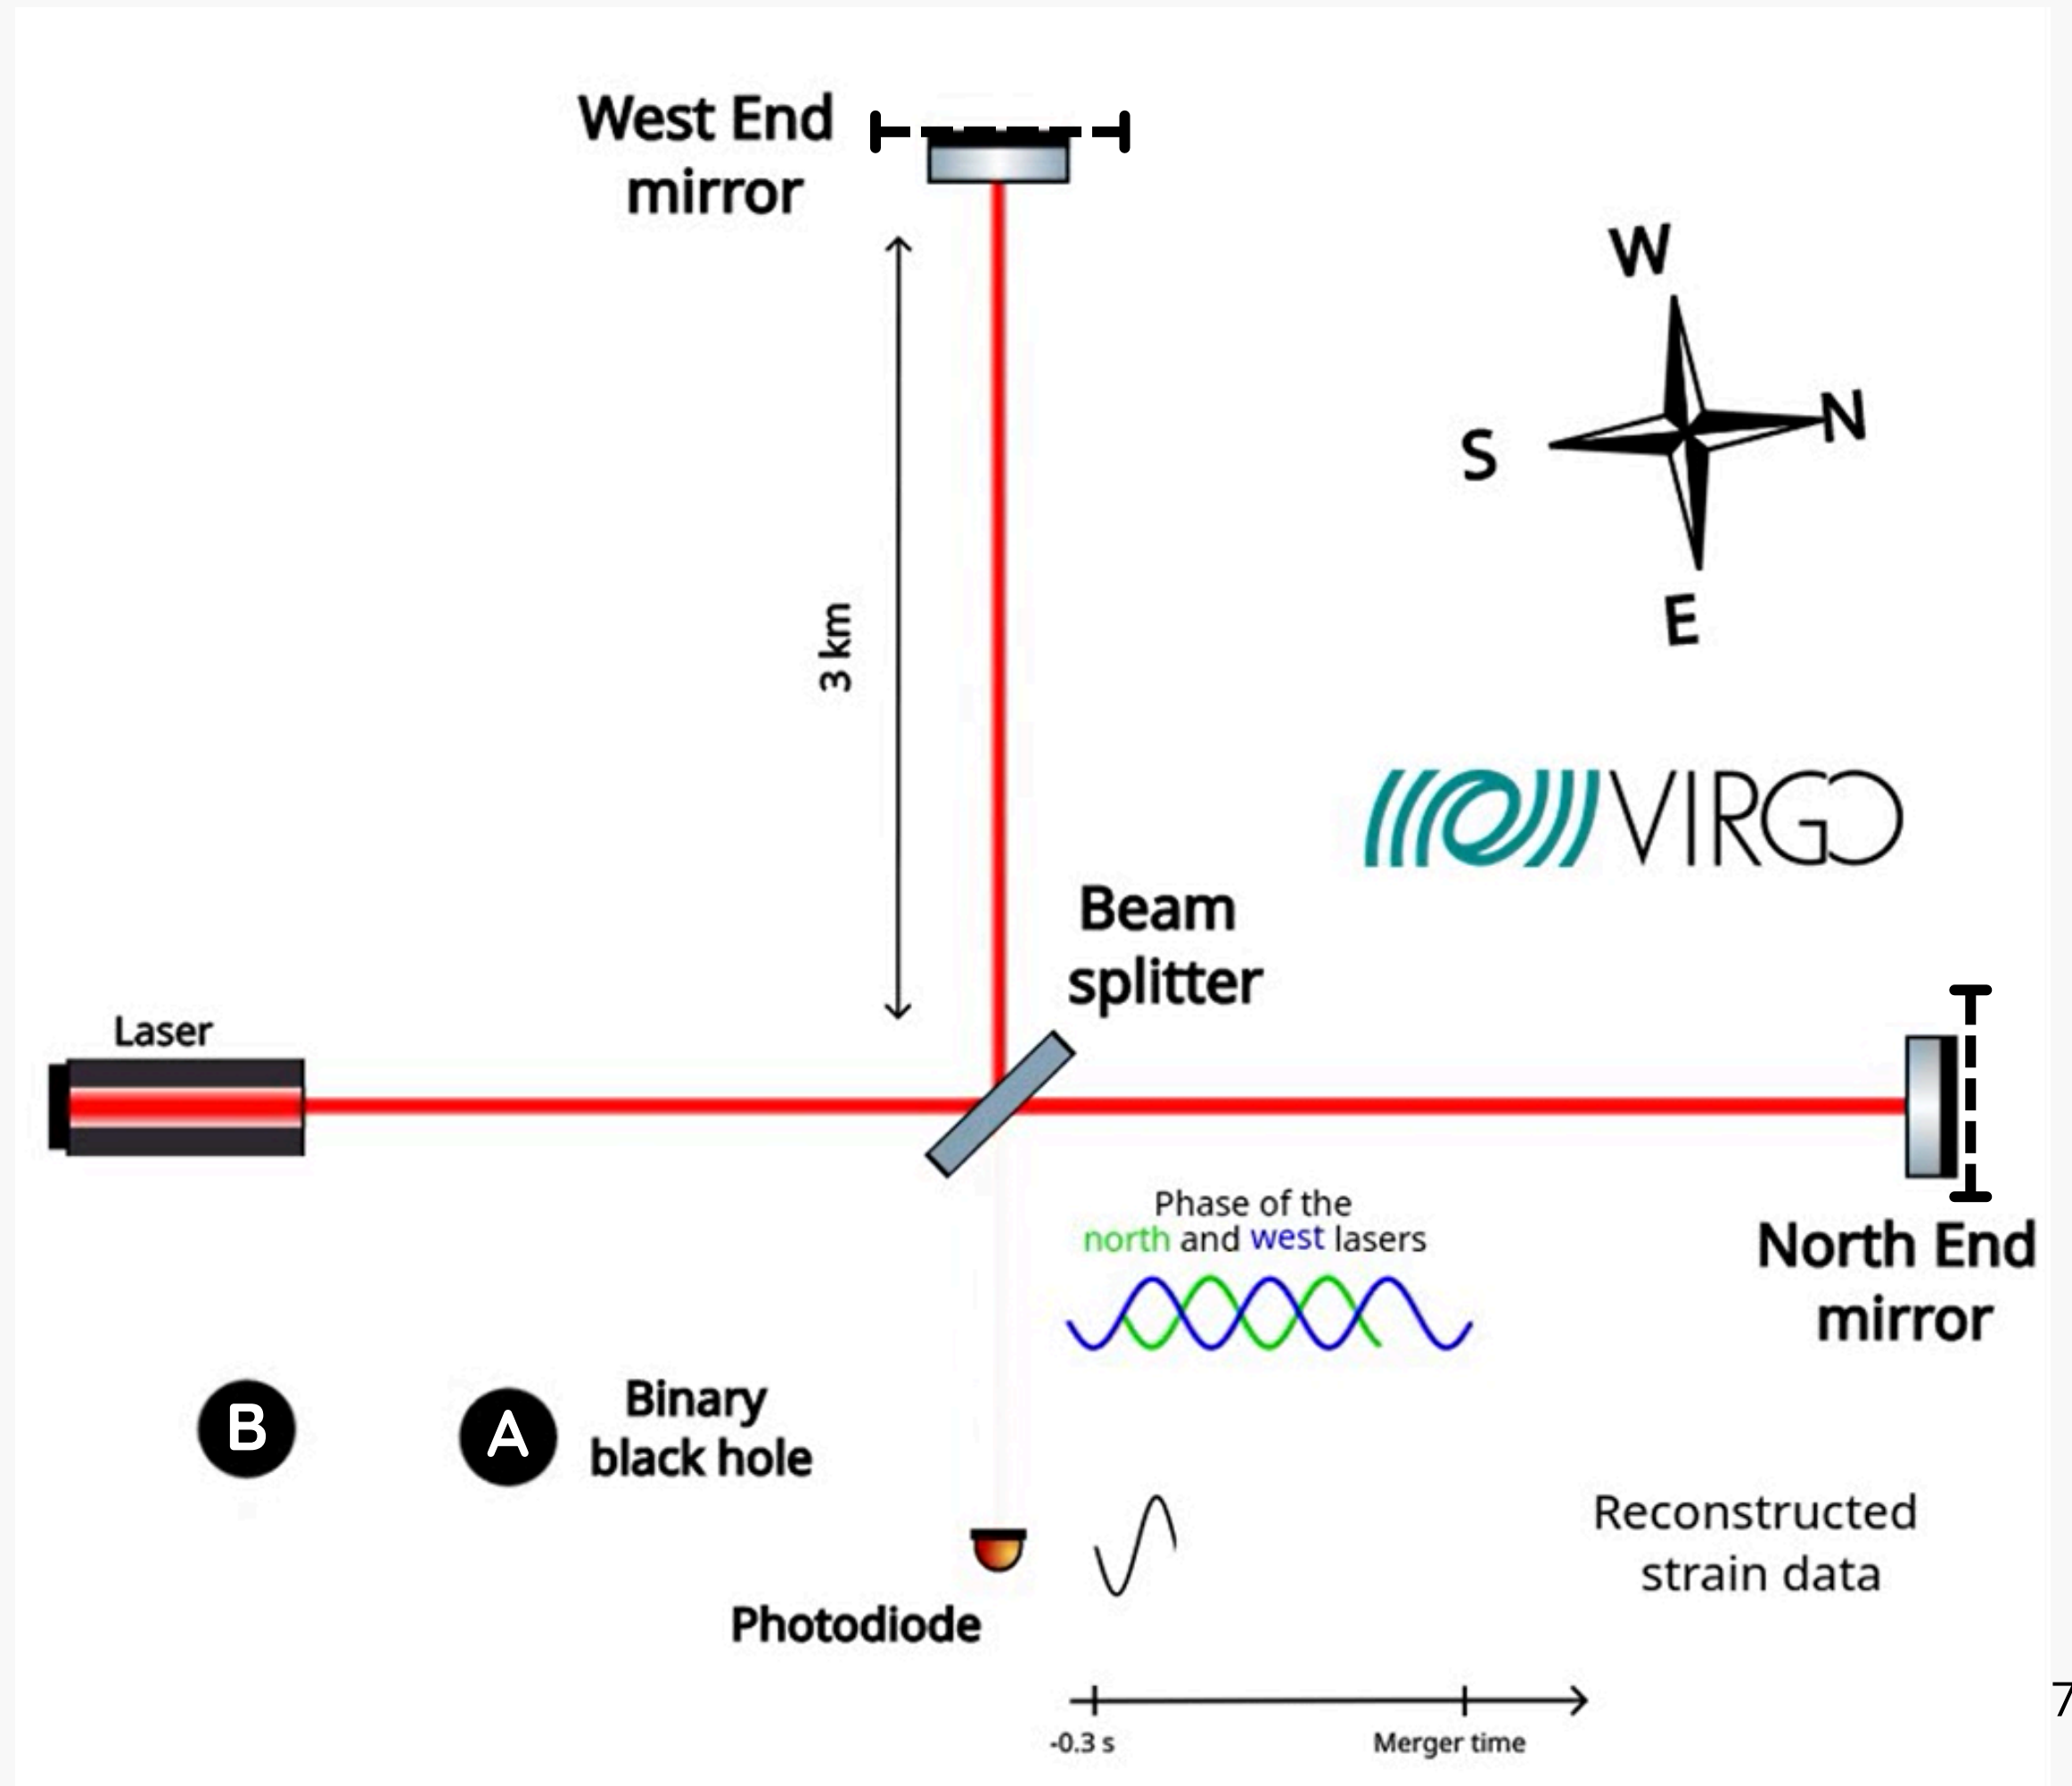 West End
mirror
W
N
S
E
3 km
VIRGO
Beam
splitter
Laser
Phase of the
north and west lasers
North End
mirror
B
A
Binary
black hole
Reconstructed
strain data
Photodiode
-0.3 s
Merger time
7